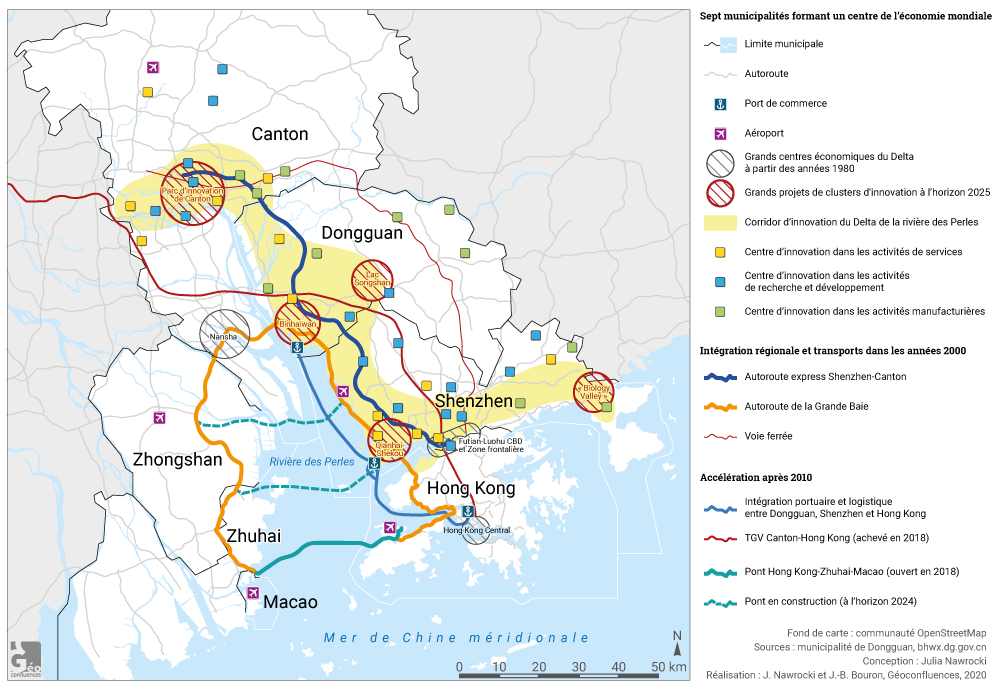 Canton
Parc d'innovation
de Canton
Dongguan
Lac
Songshan
Binhaiwan
Nansha
« Biology
Valley »
Shenzhen
Qianhai-
Shekou
Futian-Luohu CBD
et Zone frontalière
Zhongshan
Rivière des Perles
Hong Kong
Hong Kong Central
Zhuhai
Macao
Mer de Chine méridionale
N
0 10 20 30 40 50 km
Géo
confluences
Sept municipalités formant un centre de l'économie mondiale
Limite municipale
Autoroute
Port de commerce
Aéroport
Grands centres économiques du Delta
à partir des années 1980
Grands projets de clusters d'innovation à l'horizon 2025
Corridor d'innovation du Delta de la rivière des Perles
Centre d'innovation dans les activités de services
Centre d'innovation dans les activités
de recherche et développement
Centre d'innovation dans les activités manufacturières
Intégration régionale et transports dans les années 2000
Autoroute express Shenzhen-Canton
Autoroute de la Grande Baie
Voie ferrée
Accélération après 2010
Intégration portuaire et logistique
entre Dongguan, Shenzhen et Hong Kong
TGV Canton-Hong Kong (achevé en 2018)
Pont Hong Kong-Zhuhai-Macao (ouvert en 2018)
Pont en construction (à l'horizon 2024)
Fond de carte : communauté OpenStreetMap
Sources : municipalité de Dongguan, bhwx.dg.gov.cn
Conception : Julia Nawrocki
Réalisation : J. Nawrocki et J.-B. Bouron, Géoconfluences, 2020